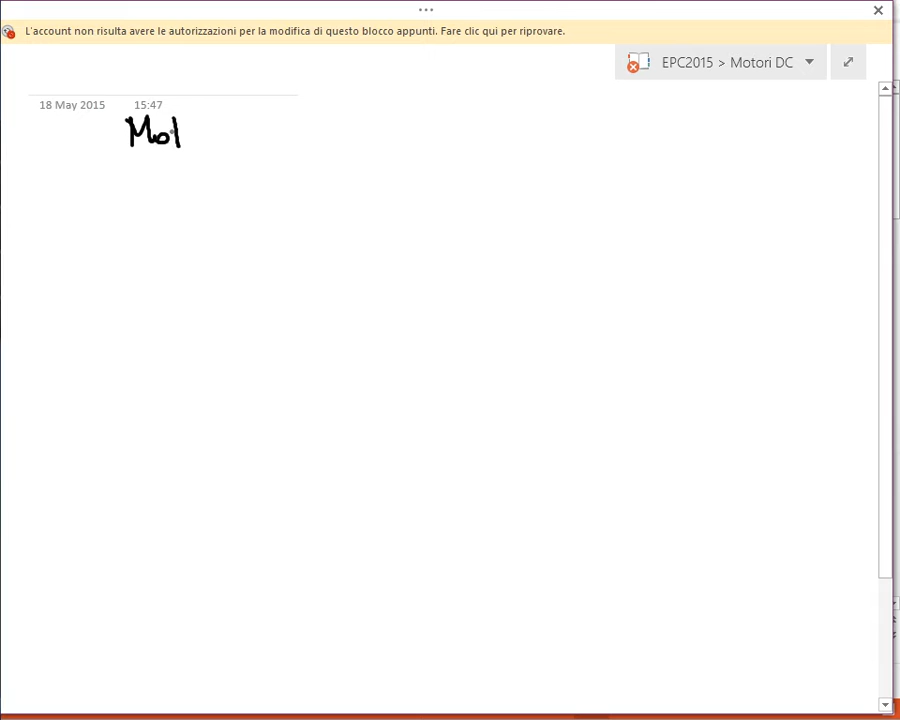 L'account non risulta avere le autorizzazioni per la modifica di questo blocco appunti. Fare clic qui per riprovare.
EPC2015 > Motori DC
18 May 2015 15:47
Mol